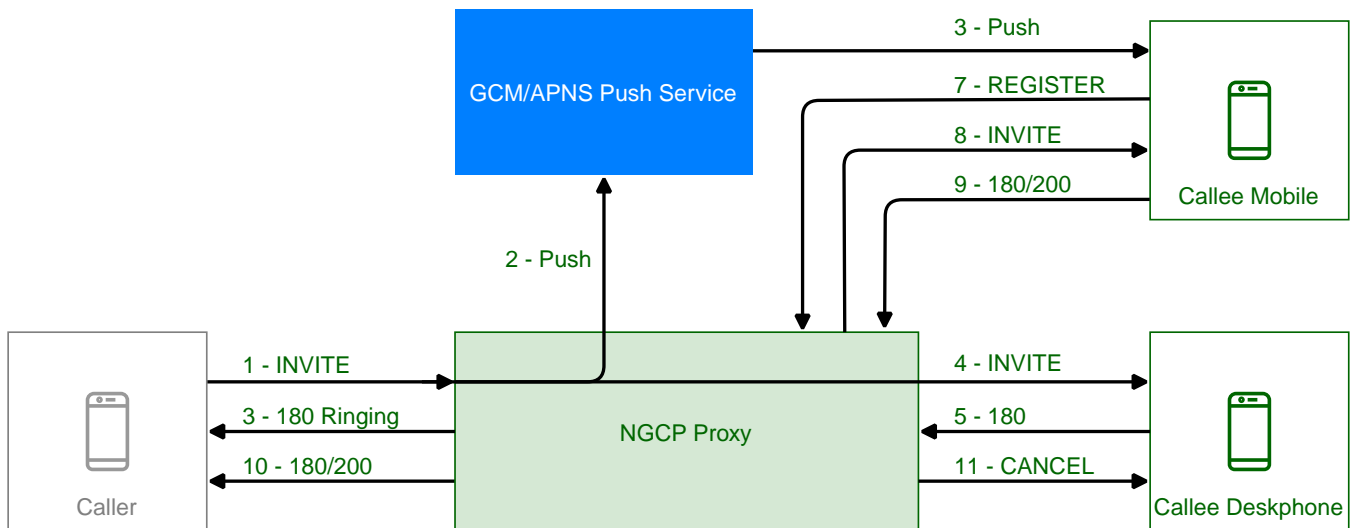 3 - Push
GCM/APNS Push Service
7 - REGISTER
8 - INVITE
9 - 180/200
Callee Mobile
2 - Push
1 - INVITE
4 - INVITE
3 - 180 Ringing
NGCP Proxy
5 - 180
10 - 180/200
11 - CANCEL
Caller
Callee Deskphone